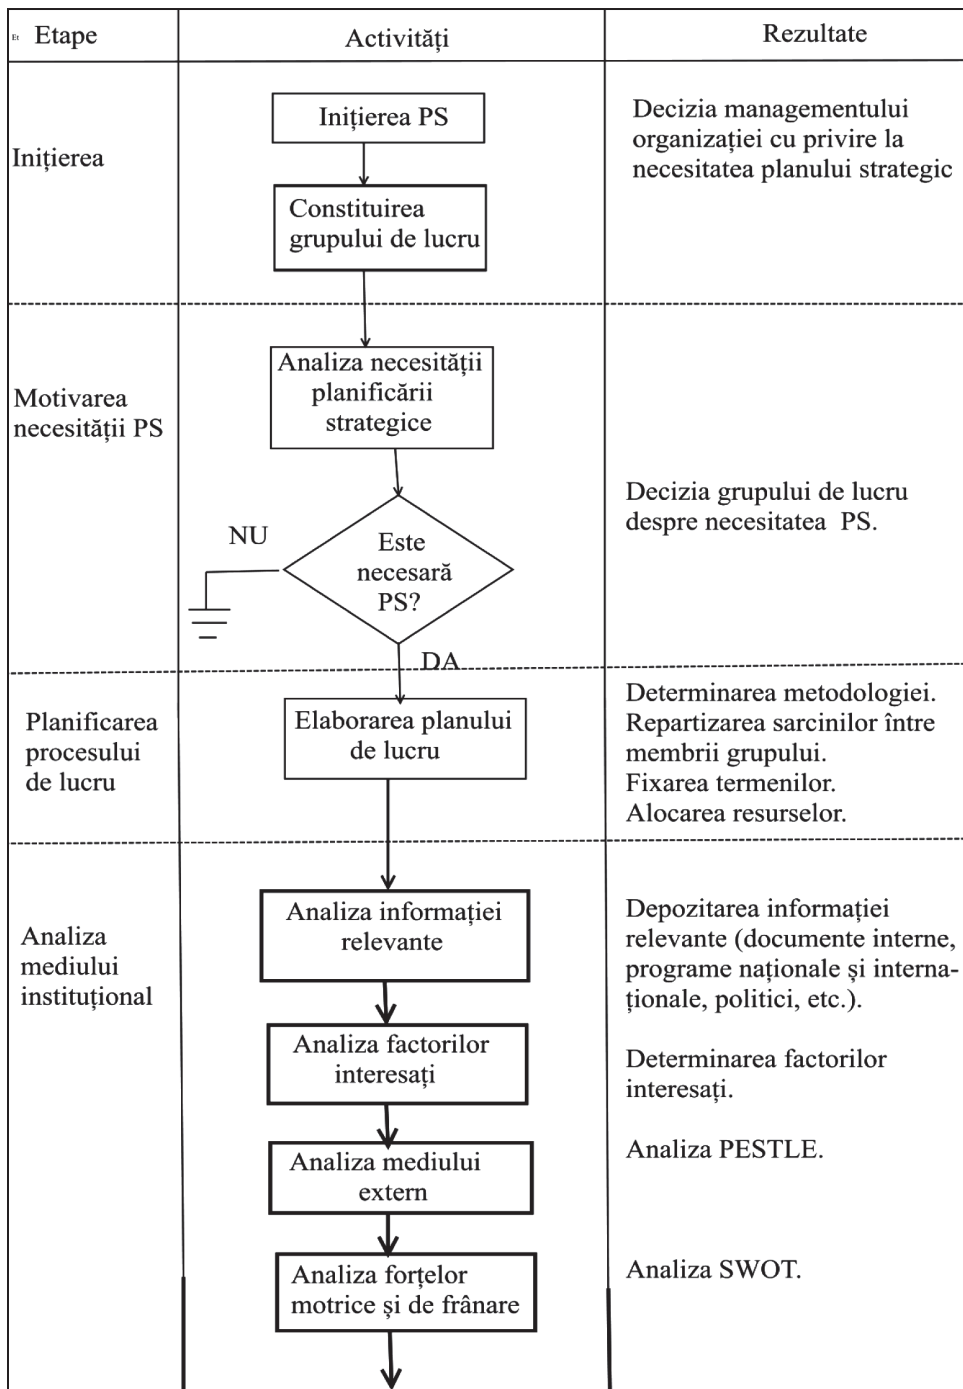 Et
Etape
Activități
Rezultate
Inițierea
Inițierea PS
Constituirea
grupului de lucru
Decizia managementului
organizației cu privire la
necesitatea planului strategic
Motivarea
necesității PS
Analiza necesității
planificării
strategice
NU
Este
necesară
PS?
DA
Decizia grupului de lucru
despre necesitatea PS.
Planificarea
procesului
de lucru
Elaborarea planului
de lucru
Determinarea metodologiei.
Repartizarea sarcinilor între
membrii grupului.
Fixarea termenilor.
Alocarea resurselor.
Analiza
mediului
instituțional
Analiza informației
relevante
Depozitarea informației
relevante (documente interne,
programe naționale și interna-
ționale, politici, etc.).
Analiza factorilor
interesați
Determinarea factorilor
interesați.
Analiza mediului
extern
Analiza PESTLE.
Analiza forțelor
motrice și de frânare
Analiza SWOT.